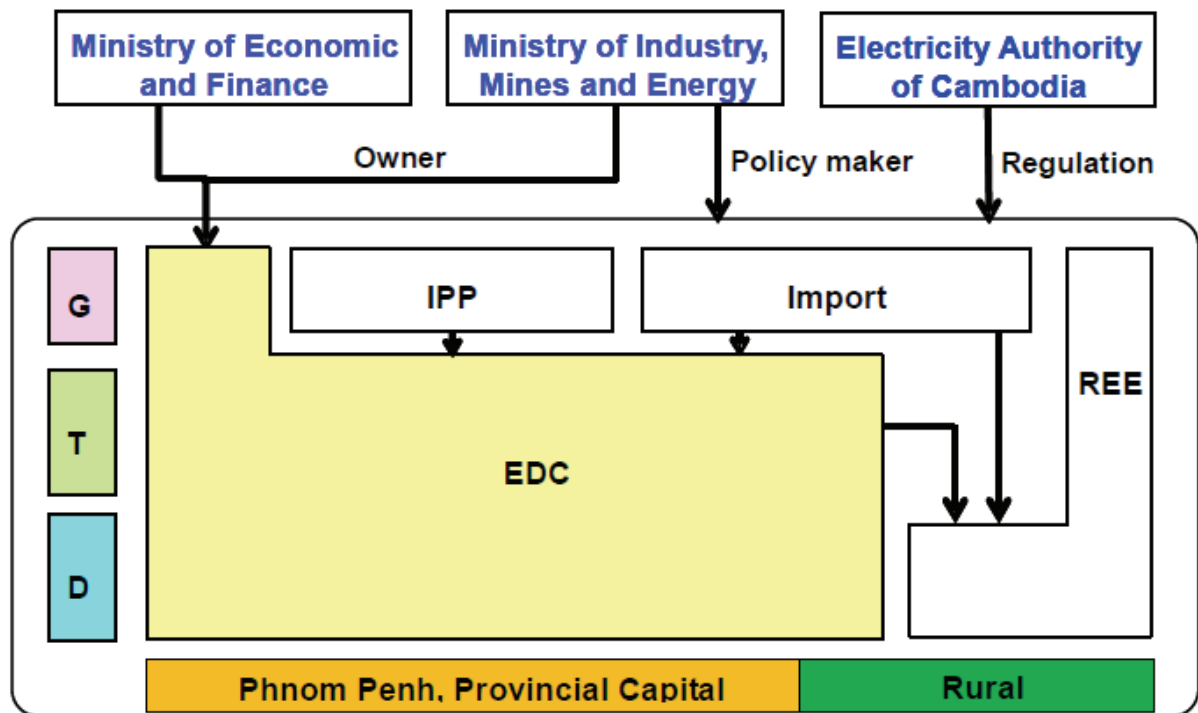 Ministry of Economic
and Finance
Ministry of Industry,
Mines and Energy
Electricity Authority
of Cambodia
Owner
Policy maker
Regulation
G
IPP
Import
REE
T
EDC
D
Phnom Penh, Provincial Capital
Rural